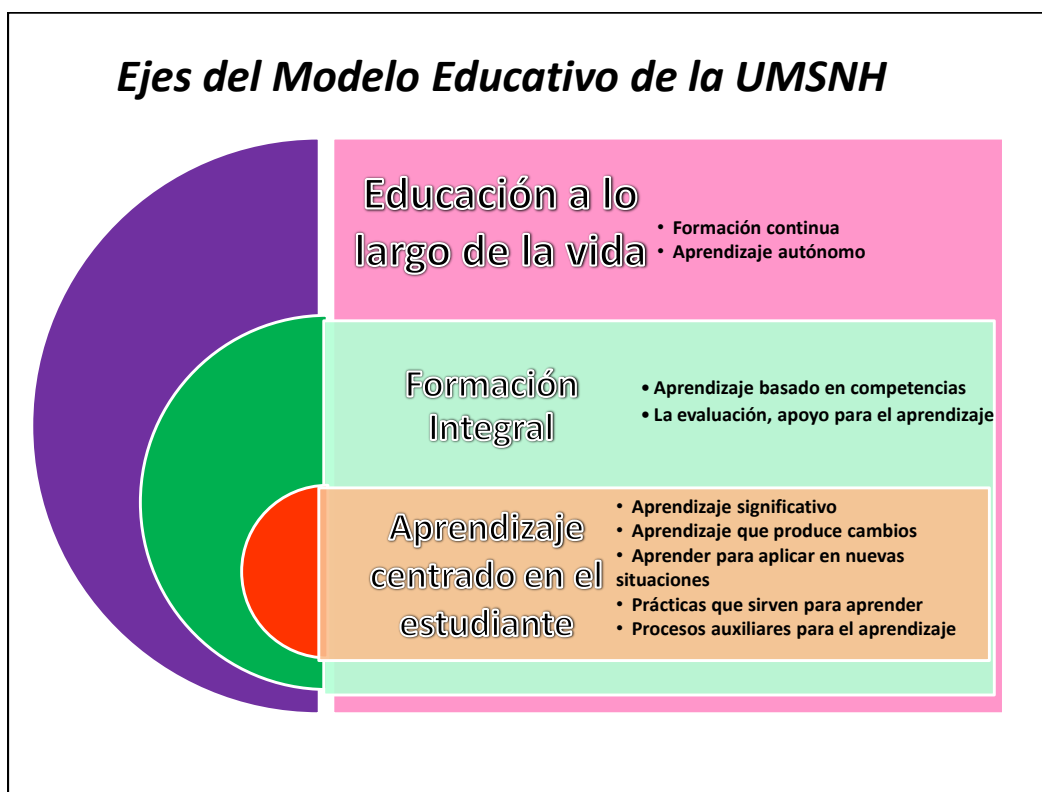 Ejes del Modelo Educativo de la UMSNH
Educación a lo
largo de la vida
• Formación continua
• Aprendizaje autónomo
Formación
Integral
• Aprendizaje basado en competencias
• La evaluación, apoyo para el aprendizaje
Aprendizaje
centrado en el
estudiante
• Aprendizaje significativo
• Aprendizaje que produce cambios
• Aprender para aplicar en nuevas
situaciones
• Prácticas que sirven para aprender
• Procesos auxiliares para el aprendizaje